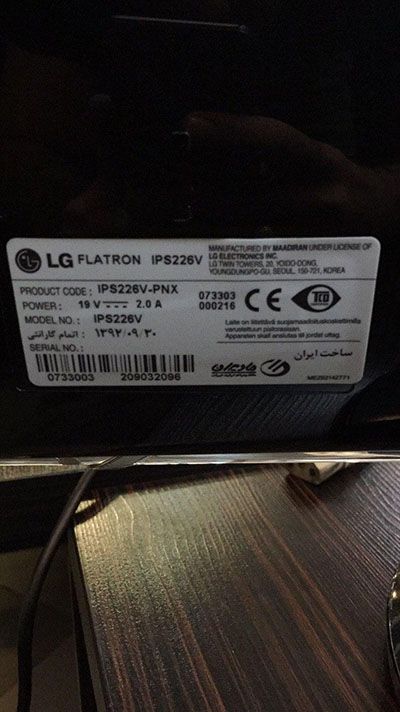 LG FLATRON IPS226V
MANUFACTURED BY MAADIRAN UNDER LICENSE OF
LG ELECTRONICS INC.
LG TWIN TOWERS, 20, YOIDO-DONG,
YOUNGDUNGPO-GU, SEOUL, 150-721, KOREA
PRODUCT CODE : IPS226V-PNX
POWER : 19 V 2.0 A
MODEL NO. : IPS226V
اتمام گارانتی : ۱۳۹۲/۰۹/۳۰
SERIAL NO. :
0733003 209032096
073303
000216
CE
TCO
Laite on liitettävä suojamaadoituskoskettimilla
varustettuun pistorasiaan.
Apparaten skall anslutas till jordat uttag.
ساخت ایران
مادیران
MEZ62142771